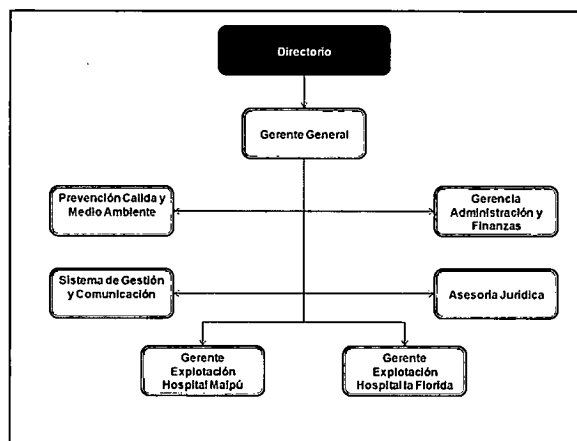 Directorio
Gerente General
Prevención Calida y
Medio Ambiente
Gerencia
Administración y
Finanzas
Sistema de Gestión
y Comunicación
Asesoria Juridica
Gerente
Explotación
Hospital Maipú
Gerente
Explotación
Hospital la Florida